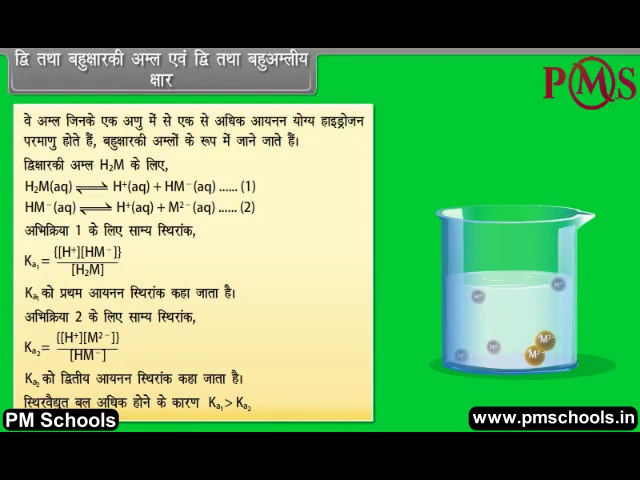 द्वि तथा बहुक्षारकी अम्ल एवं द्वि तथा बहुअम्लीय
क्षार
PMS
वे अम्ल जिनके एक अणु में से एक से अधिक आयनन योग्य हाइड्रोजन
परमाणु होते हैं, बहुक्षारकी अम्लों के रूप में जाने जाते हैं।
द्विक्षारकी अम्ल H₂M के लिए,
H₂M(aq) ⇌ H⁺(aq) + HM⁻(aq) ...... (1)
HM⁻(aq) ⇌ H⁺(aq) + M²⁻(aq) ...... (2)
अभिक्रिया 1 के लिए साम्य स्थिरांक,
Kₐ₁ = {[H⁺][HM⁻]} / [H₂M]
Kₐ₁ को प्रथम आयनन स्थिरांक कहा जाता है।
अभिक्रिया 2 के लिए साम्य स्थिरांक,
Kₐ₂ = {[H⁺][M²⁻]} / [HM⁻]
Kₐ₂ को द्वितीय आयनन स्थिरांक कहा जाता है।
स्थिरवैद्युत बल अधिक होने के कारण Kₐ₁ > Kₐ₂
H⁺
H⁺
H⁺
M²⁻
H⁺
M²⁻
PM Schools
www.pmschools.in